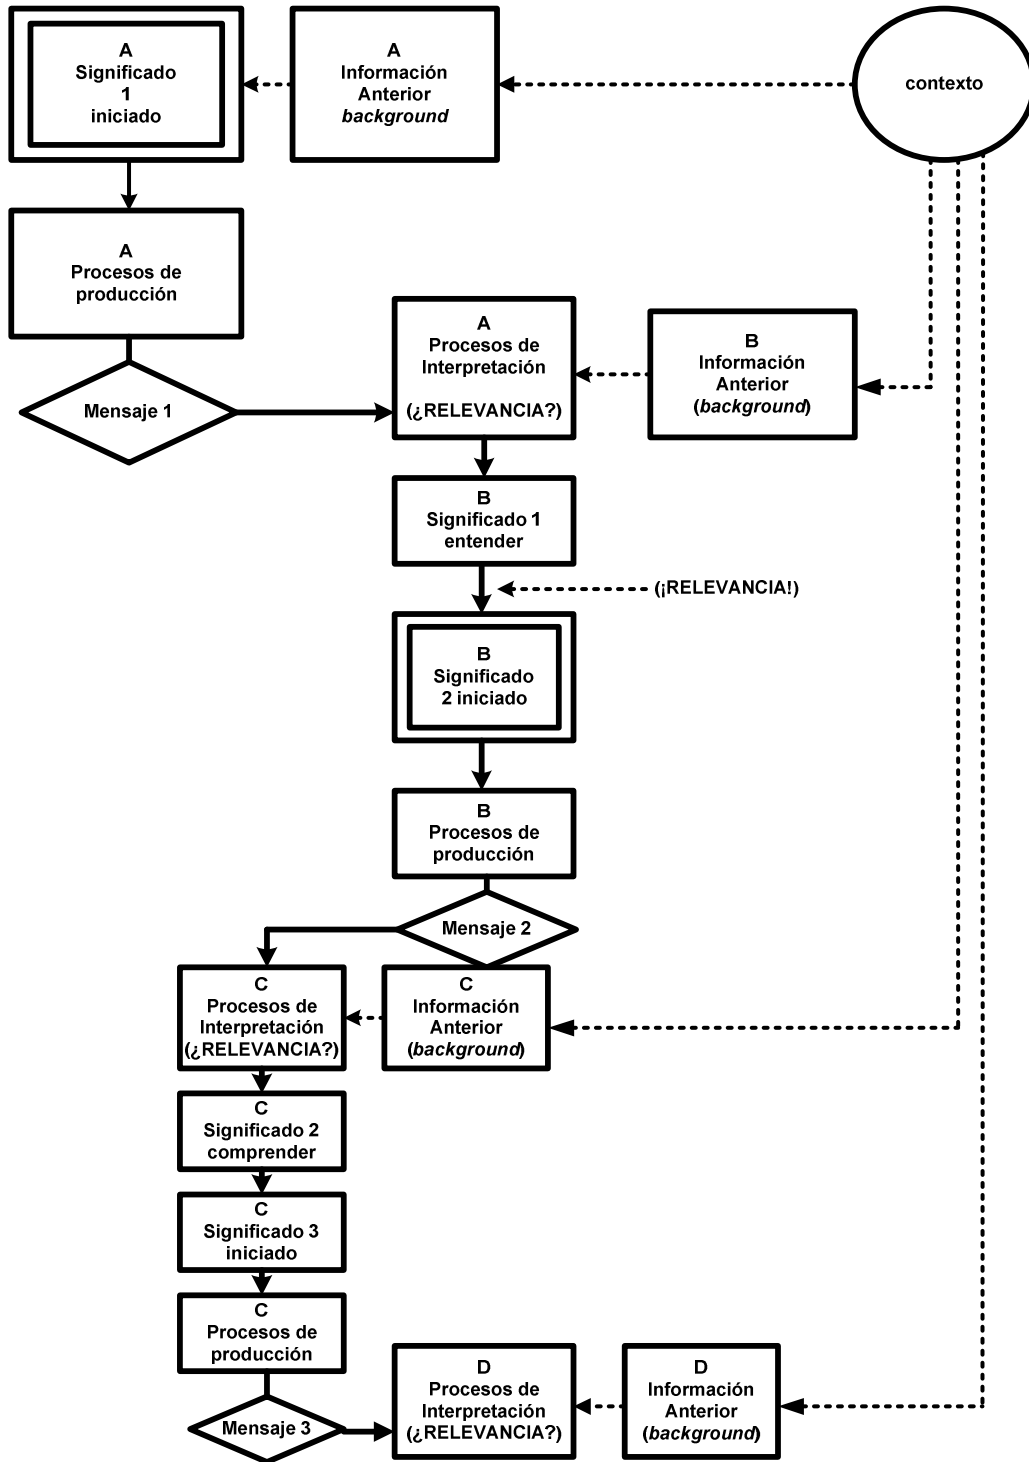 A
Significado
1
iniciado
A
Información
Anterior
background
contexto
A
Procesos de
producción
A
Procesos de
Interpretación
(¿RELEVANCIA?)
B
Información
Anterior
(background)
Mensaje 1
B
Significado 1
entender
(¡RELEVANCIA!)
B
Significado
2 iniciado
B
Procesos de
producción
Mensaje 2
C
Procesos de
Interpretación
(¿RELEVANCIA?)
C
Información
Anterior
(background)
C
Significado 2
comprender
C
Significado 3
iniciado
C
Procesos de
producción
Mensaje 3
D
Procesos de
Interpretación
(¿RELEVANCIA?)
D
Información
Anterior
(background)